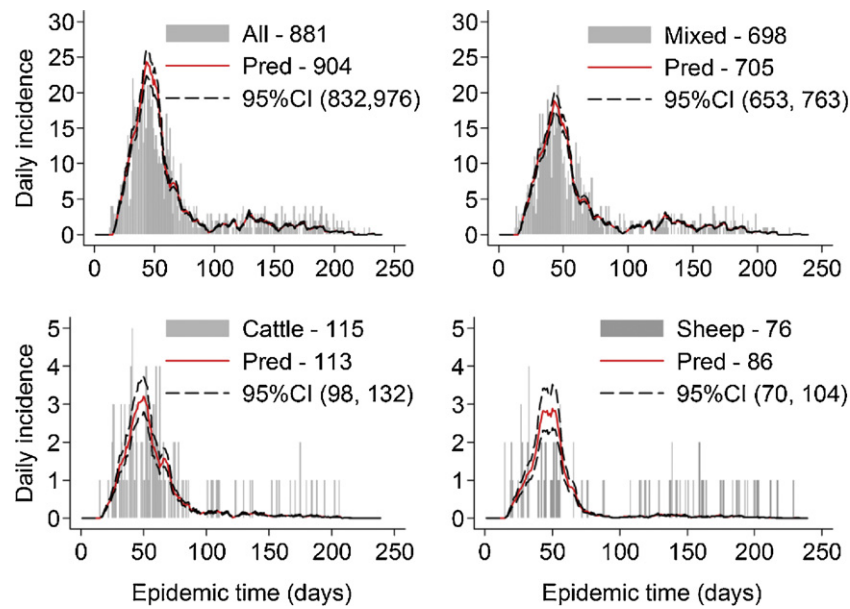 30
25
20
15
10
5
0
Daily incidence
All - 881
Pred - 904
95%CI (832,976)
0 50 100 150 200 250
30
25
20
15
10
5
0
Mixed - 698
Pred - 705
95%CI (653, 763)
0 50 100 150 200 250
5
4
3
2
1
0
Daily incidence
Cattle - 115
Pred - 113
95%CI (98, 132)
0 50 100 150 200 250
Epidemic time (days)
5
4
3
2
1
0
Sheep - 76
Pred - 86
95%CI (70, 104)
0 50 100 150 200 250
Epidemic time (days)